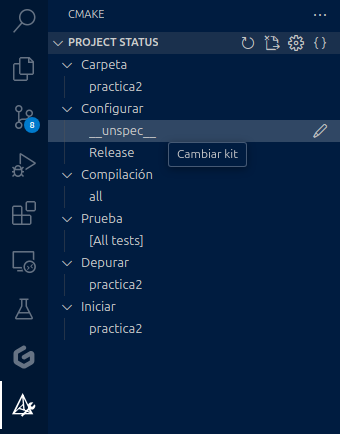 CMAKE
PROJECT STATUS
Carpeta
practica2
Configurar
__unspec__
Release
Cambiar kit
Compilación
all
Prueba
[All tests]
Depurar
practica2
Iniciar
practica2
8